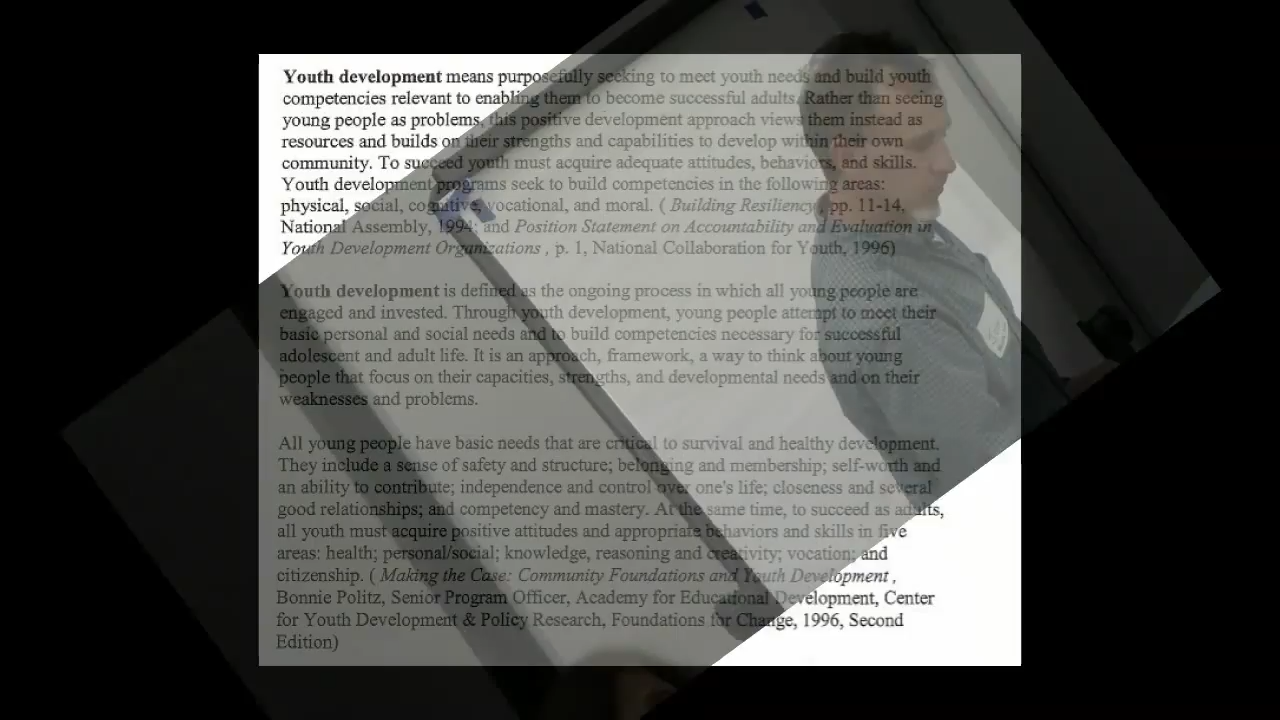 Youth development means purposefully seeking to meet youth needs and build youth
competencies relevant to enabling them to become successful adults. Rather than seeing
young people as problems, this positive development approach views them instead as
resources and builds on their strengths and capabilities to develop within their own
community. To succeed youth must acquire adequate attitudes, behaviors, and skills.
Youth development programs seek to build competencies in the following areas:
physical, social, cognitive, vocational, and moral. ( Building Resiliency, pp. 11-14,
National Assembly, 1994; and Position Statement on Accountability and Evaluation in
Youth Development Organizations , p. 1, National Collaboration for Youth, 1996)
Youth development is defined as the ongoing process in which all young people are
engaged and invested. Through youth development, young people attempt to meet their
basic personal and social needs and to build competencies necessary for successful
adolescent and adult life. It is an approach, framework, a way to think about young
people that focus on their capacities, strengths, and developmental needs and on their
weaknesses and problems.
All young people have basic needs that are critical to survival and healthy development.
They include a sense of safety and structure; belonging and membership; self-worth and
an ability to contribute; independence and control over one's life; closeness and several
good relationships; and competency and mastery. At the same time, to succeed as adults,
all youth must acquire positive attitudes and appropriate behaviors and skills in five
areas: health; personal/social; knowledge, reasoning and creativity; vocation; and
citizenship. ( Making the Case: Community Foundations and Youth Development ,
Bonnie Politz, Senior Program Officer, Academy for Educational Development, Center
for Youth Development & Policy Research, Foundations for Change, 1996, Second
Edition)